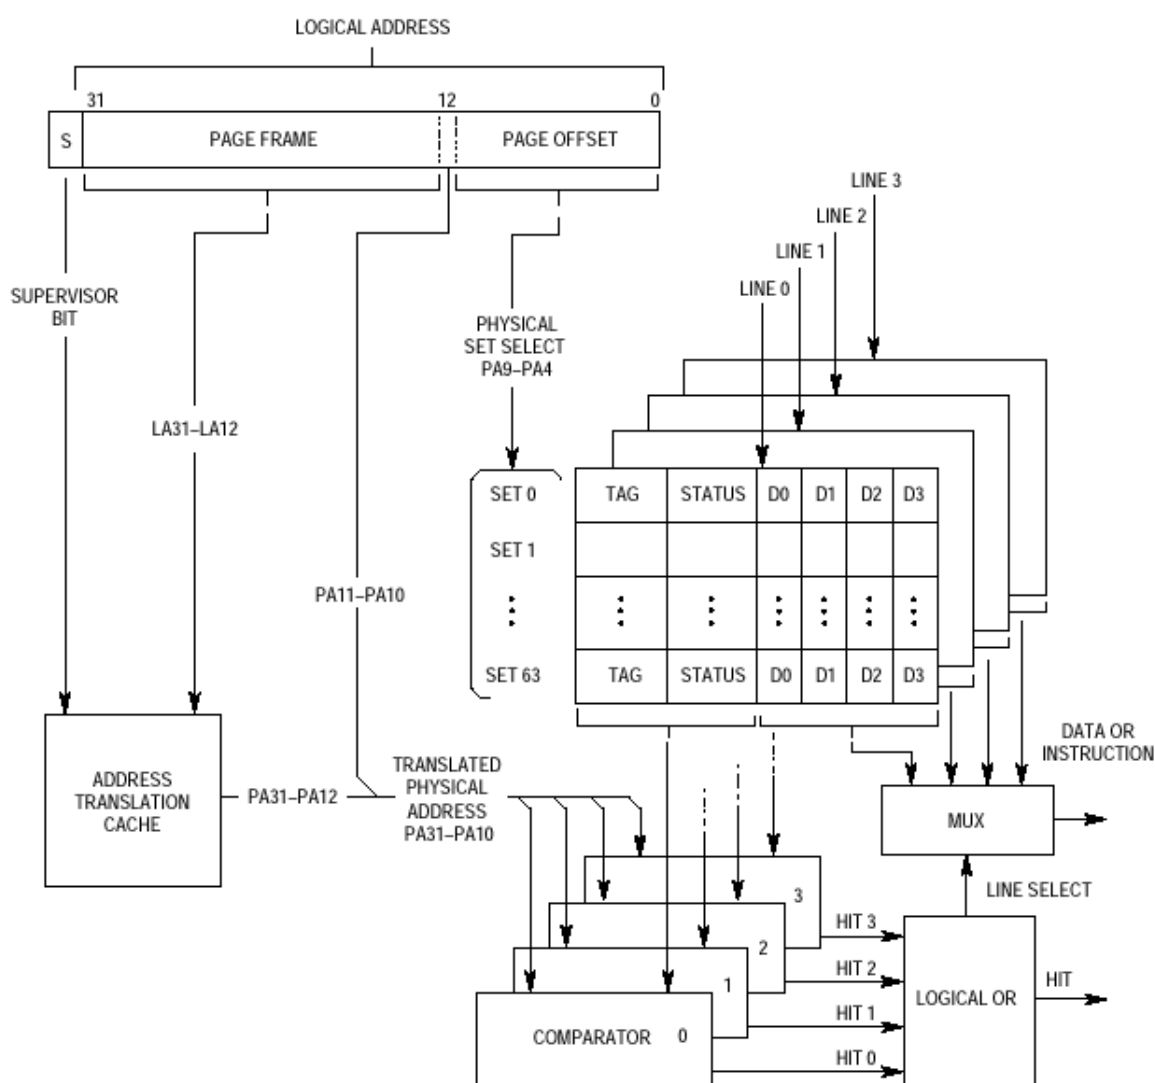 LOGICAL ADDRESS
31 12 0
S PAGE FRAME PAGE OFFSET
LINE 3
LINE 2
LINE 1
LINE 0
SUPERVISOR
BIT
PHYSICAL
SET SELECT
PA9–PA4
LA31–LA12
SET 0 TAG STATUS D0 D1 D2 D3
SET 1
PA11–PA10
SET 63 TAG STATUS D0 D1 D2 D3
ADDRESS
TRANSLATION
CACHE
PA31–PA12
TRANSLATED
PHYSICAL
ADDRESS
PA31–PA10
DATA OR
INSTRUCTION
MUX
LINE SELECT
3
2
1
COMPARATOR 0
HIT 3
HIT 2
HIT 1
HIT 0
LOGICAL OR
HIT